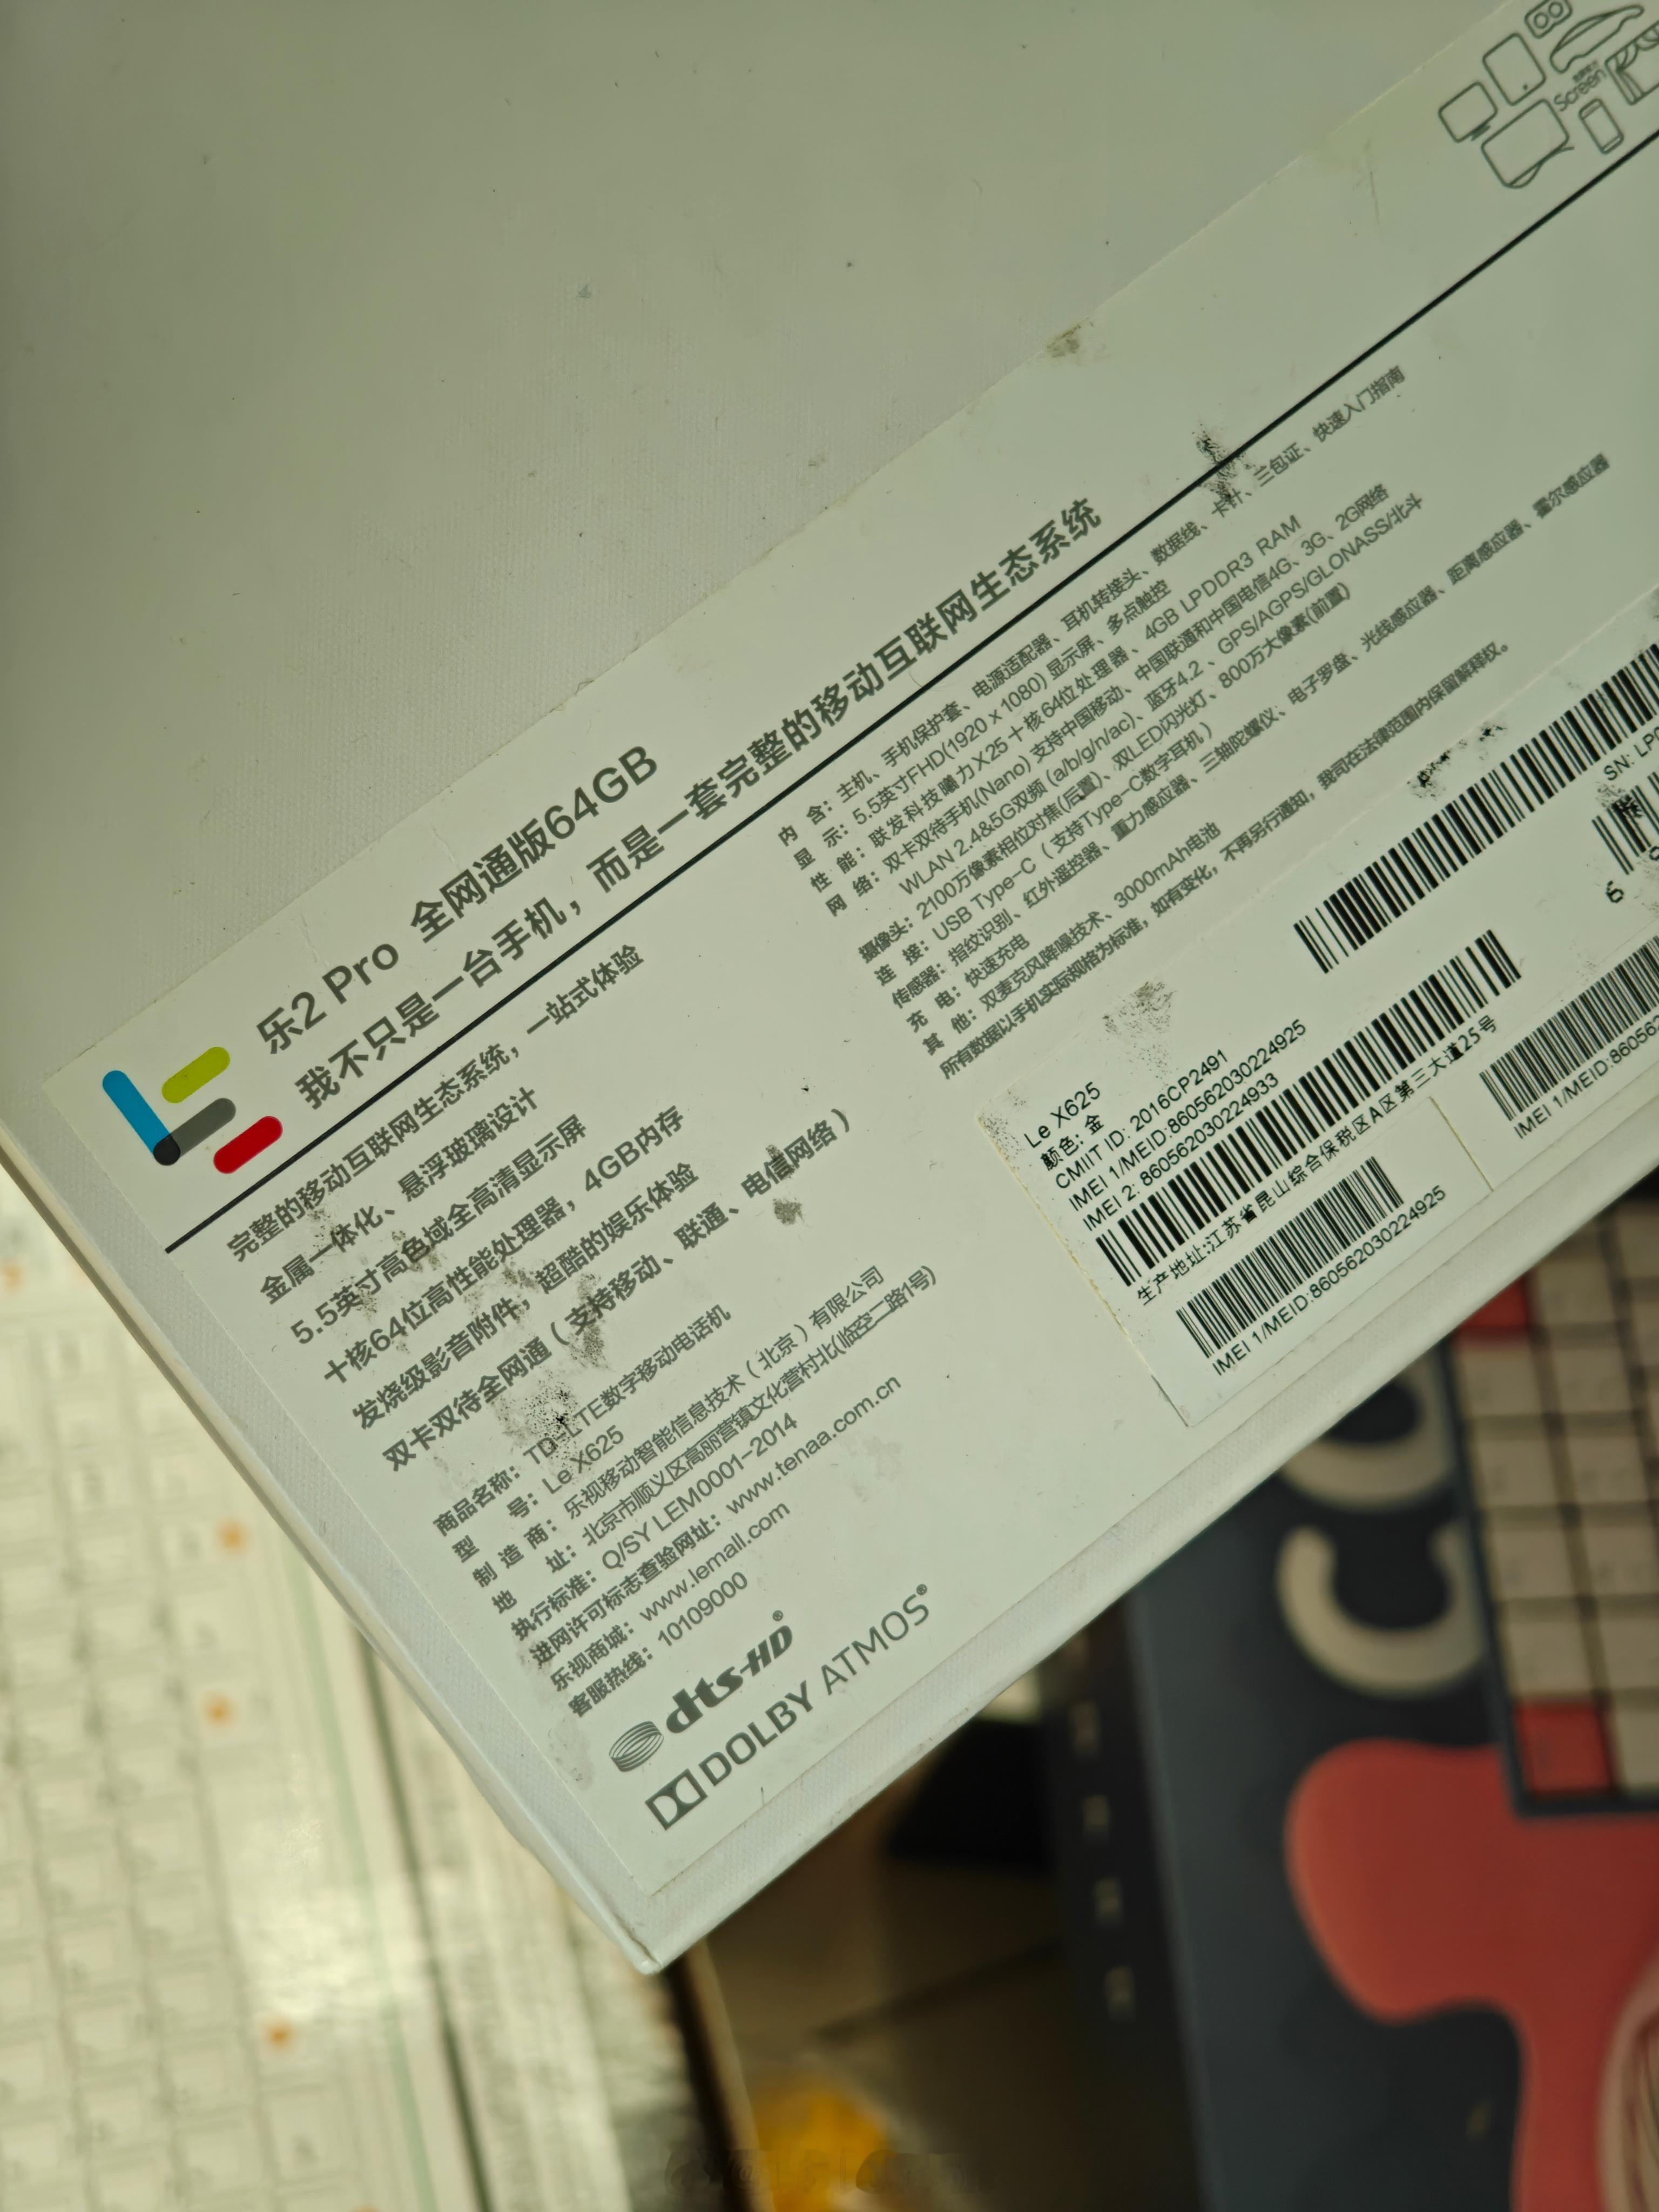 Screen
乐2 Pro 全网通版64GB
我不只是一台手机，而是一套完整的移动互联网生态系统
完整的移动互联网生态系统，一站式体验
金属一体化、悬浮玻璃设计
5.5英寸高色域全高清显示屏
十核64位高性能处理器，4GB内存
发烧级影音附件，超酷的娱乐体验
双卡双待全网通（支持移动、联通、电信网络）
商品名称：TD-LTE数字移动电话机
型 号：Le X625
制 造 商：乐视移动智能信息技术（北京）有限公司
地 址：北京市顺义区高丽营镇文化营村北(临空二路1号)
执行标准：Q/SY LEM0001-2014
进网许可标志查验网址：www.tenaa.com.cn
乐视商城：www.lemall.com
客服热线：10109000
dts-HD®
DOLBY ATMOS®
内 含：主机、手机保护套、电源适配器、耳机转接头、数据线、卡针、三包证、快速入门指南
显 示：5.5英寸FHD(1920 x 1080) 显示屏、多点触控
性 能：联发科技曦力X25 十核64位处理器、4GB LPDDR3 RAM
网 络：双卡双待手机(Nano) 支持中国移动、中国联通和中国电信4G、3G、2G网络
WLAN 2.4&5G双频 (a/b/g/n/ac)、蓝牙4.2 、GPS/AGPS/GLONASS/北斗
摄像头：2100万像素相位对焦(后置)、双LED闪光灯、800万大像素(前置)
连 接：USB Type-C（支持Type-C数字耳机）
传感器：指纹识别、红外遥控器、重力感应器、三轴陀螺仪、电子罗盘、光线感应器、距离感应器、霍尔感应器
充 电：快速充电
其 他：双麦克风降噪技术、3000mAh电池
所有数据以手机实际规格为标准，如有变化，不再另行通知，我司在法律范围内保留解释权。
Le X625
颜色: 金
CMIIT ID: 2016CP2491
IMEI 1/MEID:860562030224925
IMEI 2: 860562030224933
生产地址:江苏省昆山综合保税区A区第三大道25号
IMEI 1/MEID:860562030224925
SN: LP
6
IMEI 1/MEID:86056